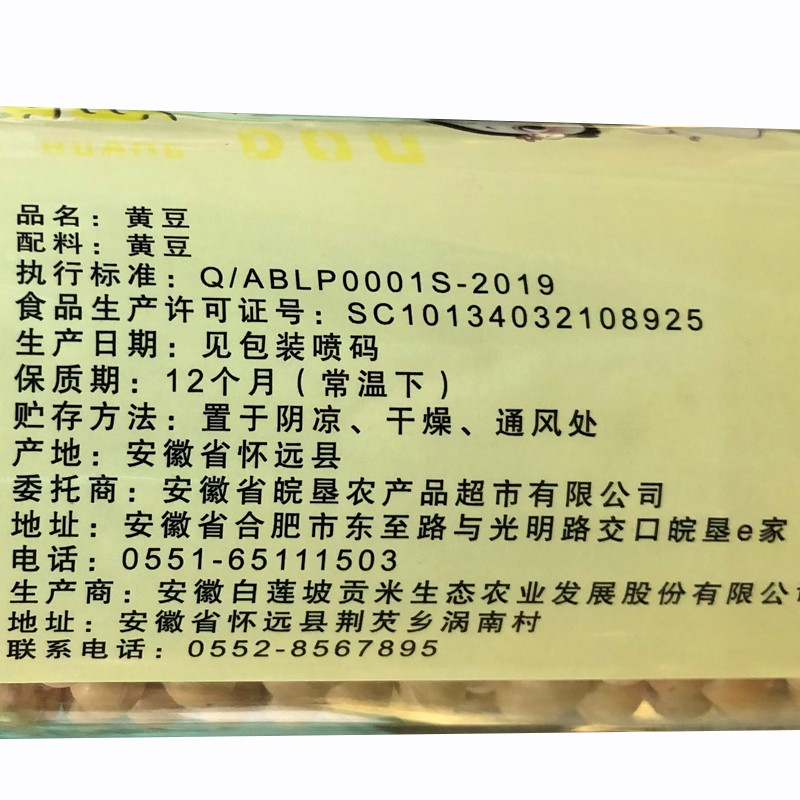 HUANG DOU
品名：黄豆
配料：黄豆
执行标准：Q/ABLP0001S-2019
食品生产许可证号：SC10134032108925
生产日期：见包装喷码
保质期：12个月（常温下）
贮存方法：置于阴凉、干燥、通风处
产地：安徽省怀远县
委托商：安徽省皖垦农产品超市有限公司
地址：安徽省合肥市东至路与光明路交口皖垦e家
电话：0551-65111503
生产商：安徽白莲坡贡米生态农业发展股份有限公司
地址：安徽省怀远县荆芡乡涡南村
联系电话：0552-8567895